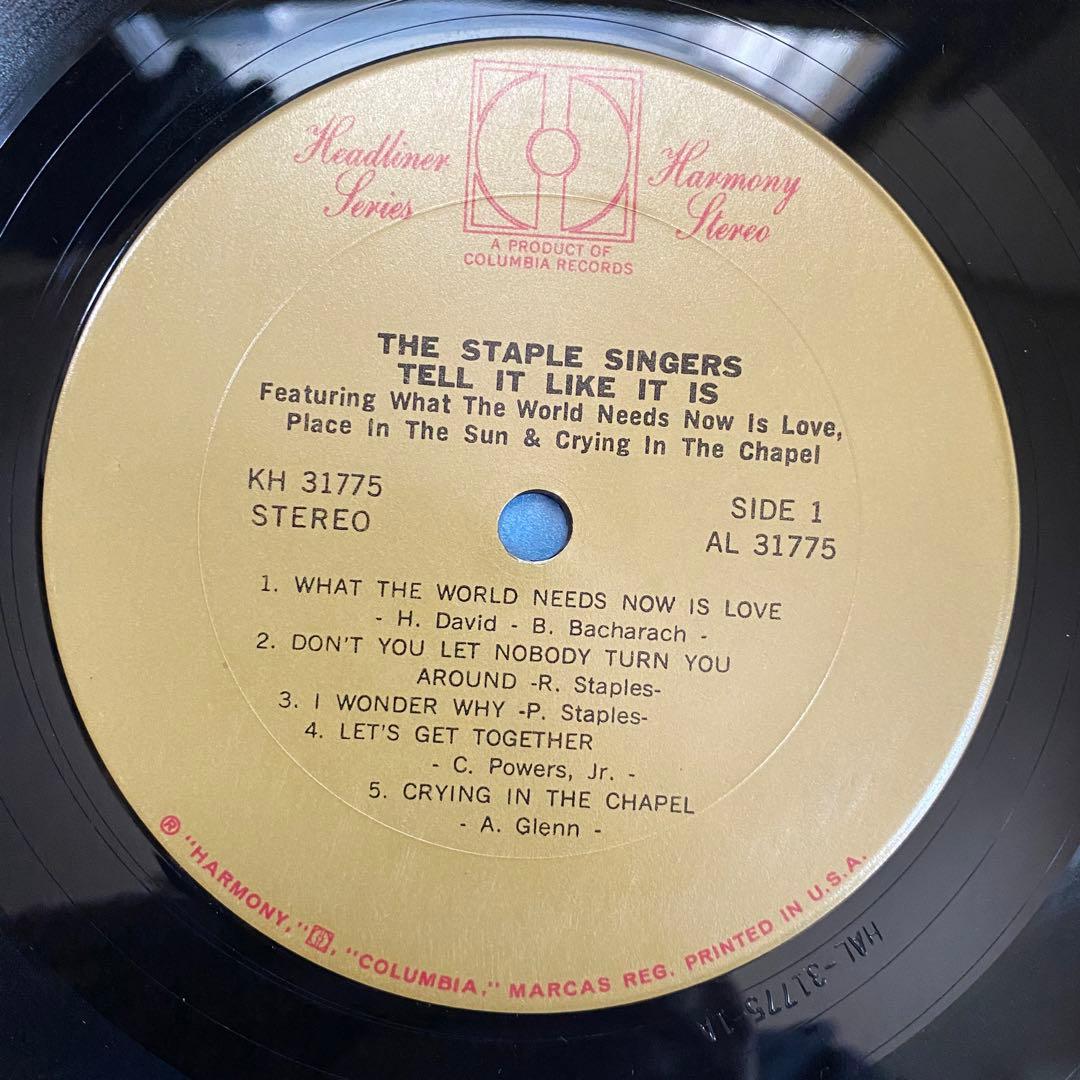 Headliner
Series
Harmony
Stereo
A PRODUCT OF
COLUMBIA RECORDS
THE STAPLE SINGERS
TELL IT LIKE IT IS
Featuring What The World Needs Now Is Love,
Place In The Sun & Crying In The Chapel
KH 31775
STEREO
SIDE 1
AL 31775
1. WHAT THE WORLD NEEDS NOW IS LOVE
- H. David - B. Bacharach -
2. DON'T YOU LET NOBODY TURN YOU
AROUND -R. Staples-
3. I WONDER WHY -P. Staples-
4. LET'S GET TOGETHER
- C. Powers, Jr. -
5. CRYING IN THE CHAPEL
- A. Glenn -
® "HARMONY," , "COLUMBIA," MARCAS REG. PRINTED IN U.S.A.
HAL-31775-1A